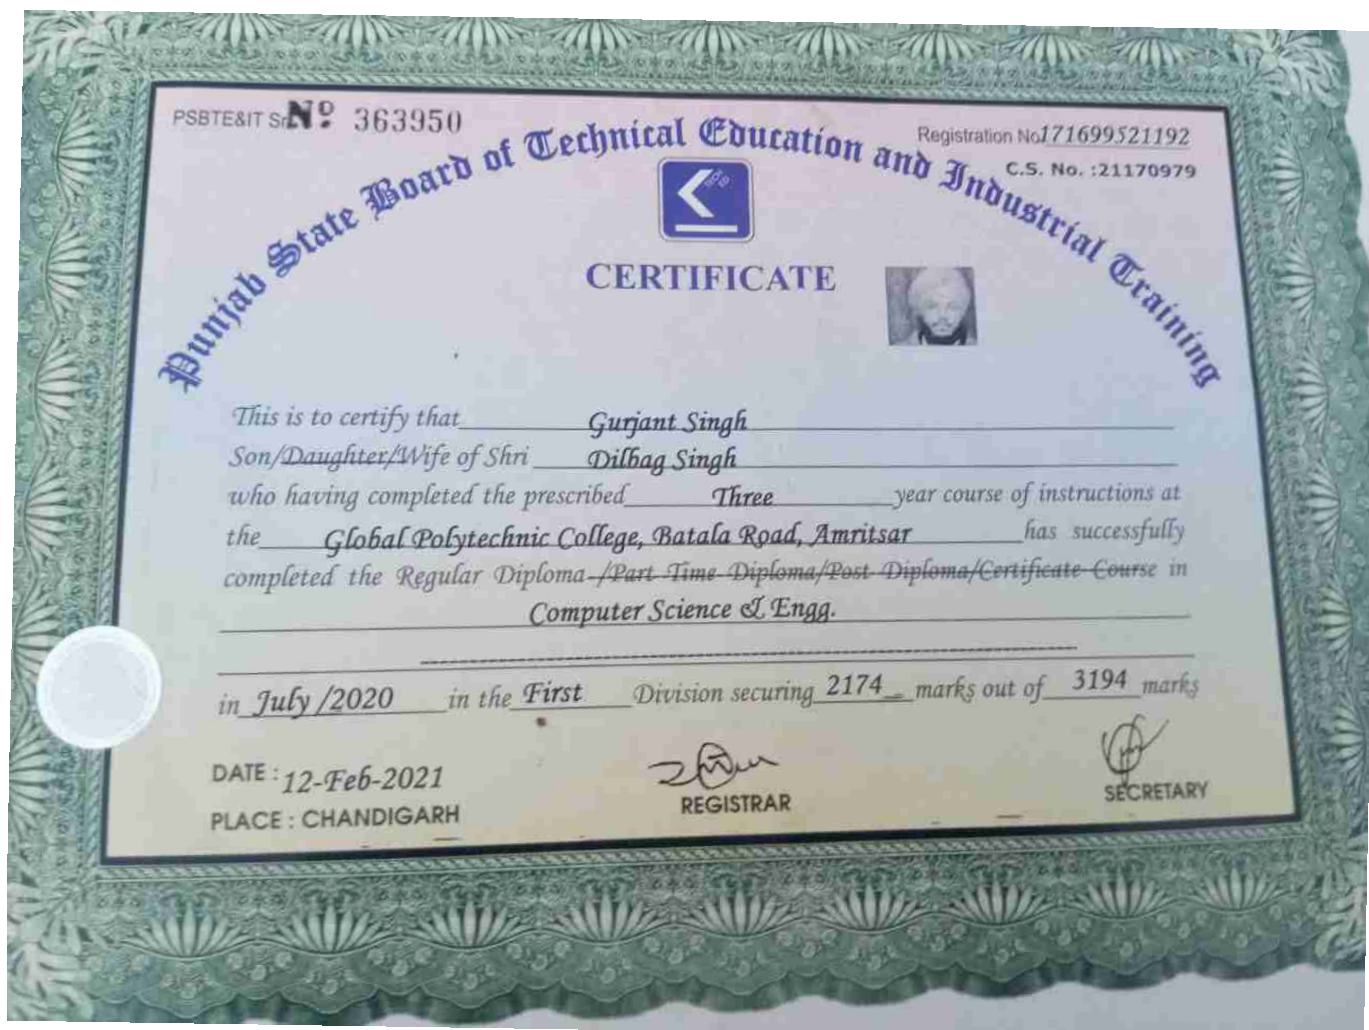 PSBTE&IT Sr. No. 363950
Registration No. 171699521192
C.S. No. :21170979
Punjab State Board of Technical Education and Industrial Training
CERTIFICATE
This is to certify that Gurjant Singh
Son/Daughter/Wife of Shri Dilbag Singh
who having completed the prescribed Three year course of instructions at
the Global Polytechnic College, Batala Road, Amritsar has successfully
completed the Regular Diploma /Part Time Diploma/Post Diploma/Certificate Course in
Computer Science & Engg.
in July /2020 in the First Division securing 2174 marks out of 3194 marks
DATE : 12-Feb-2021
PLACE : CHANDIGARH
REGISTRAR
SECRETARY